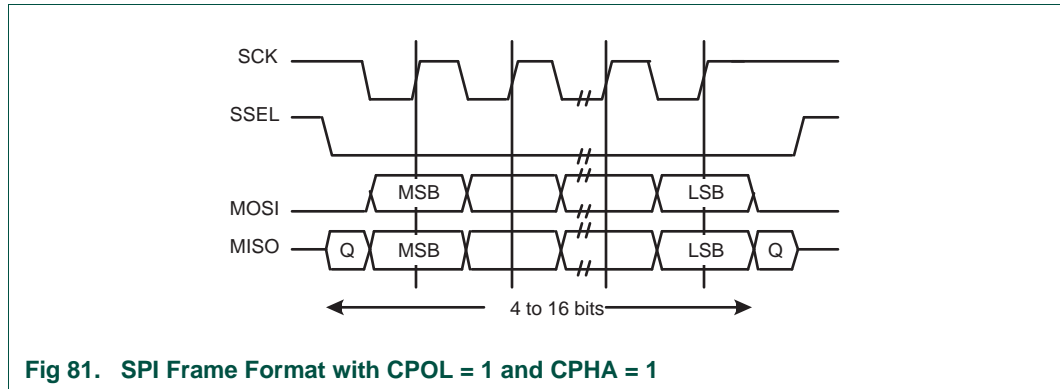 SCK
SSEL
MOSI MSB LSB
MISO Q MSB LSB Q
4 to 16 bits
Fig 81. SPI Frame Format with CPOL = 1 and CPHA = 1